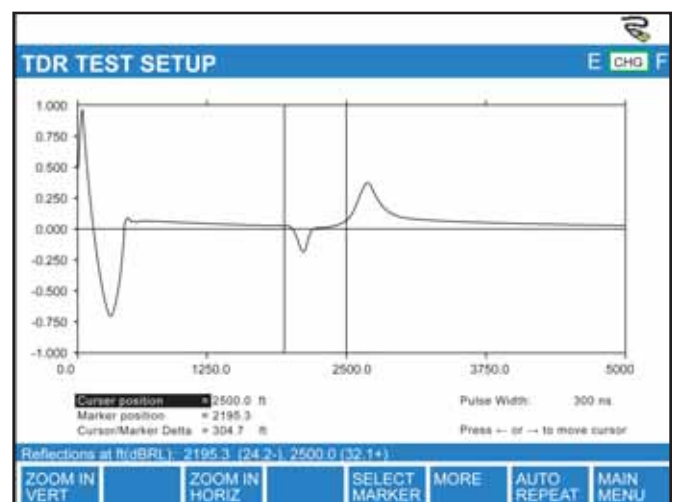 TDR TEST SETUP E CHG F
1.000
0.750
0.500
0.250
0.000
-0.250
-0.500
-0.750
-1.000
0.0 1250.0 2500.0 3750.0 5000
Curser position = 2500.0 ft Pulse Width: 300 ns
Marker position = 2195.3
Cursor/Marker Delta = 304.7 ft Press ← or → to move cursor
Reflections at ft(dBRL): 2195.3 (24.2-), 2500.0 (32.1+)
ZOOM IN VERT
ZOOM IN HORIZ
SELECT MARKER
MORE
AUTO REPEAT
MAIN MENU